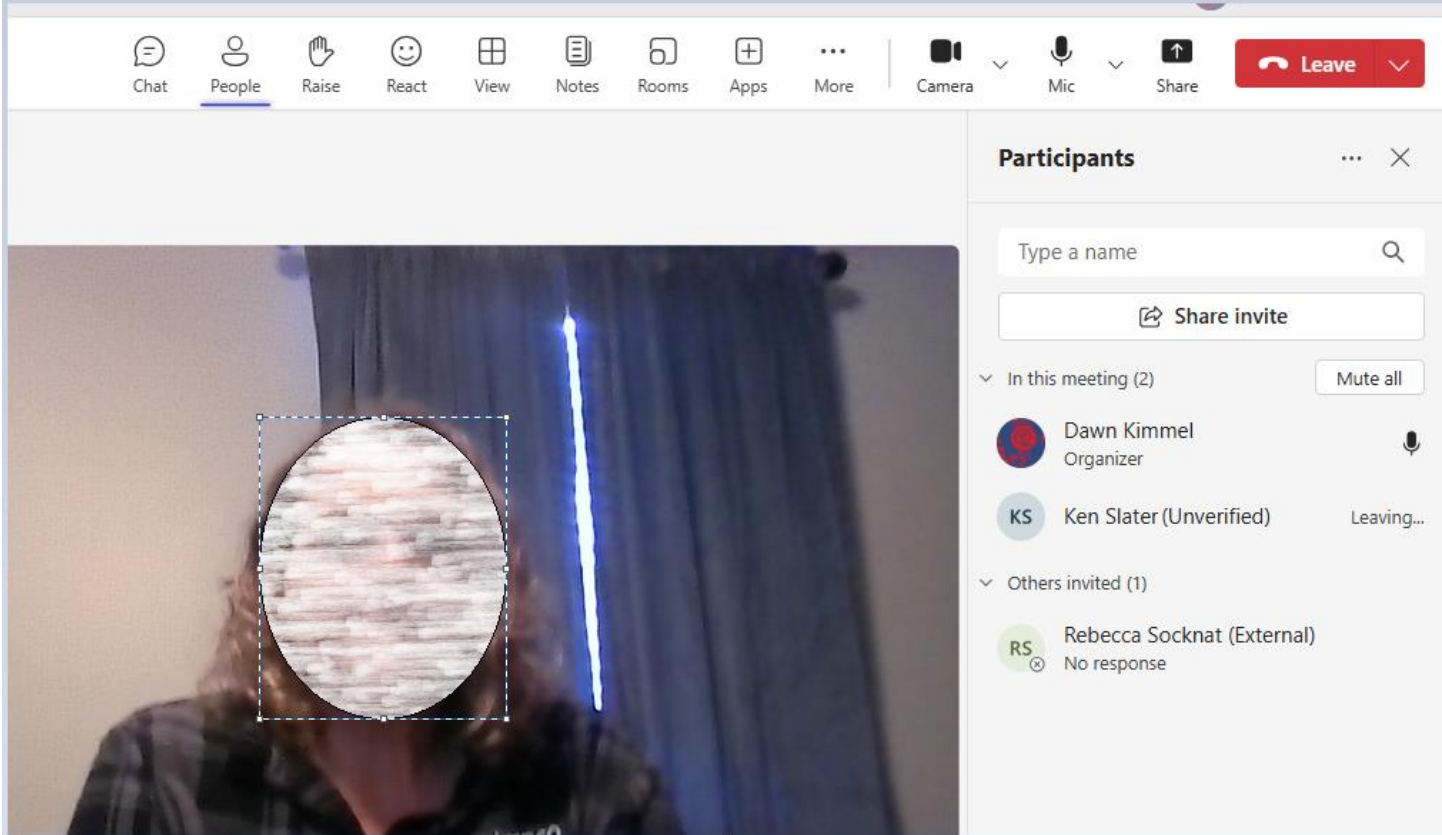 Chat
People
Raise
React
View
Notes
Rooms
Apps
More
Camera
Mic
Share
Leave
Participants
Type a name
Share invite
In this meeting (2)
Mute all
Dawn Kimmel
Organizer
KS
Ken Slater (Unverified)
Leaving...
Others invited (1)
RS
Rebecca Socknat (External)
No response